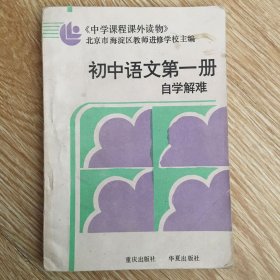 《中学课程课外读物》
北京市海淀区教师进修学校主编
初中语文第一册
自学解难
重庆出版社 华夏出版社